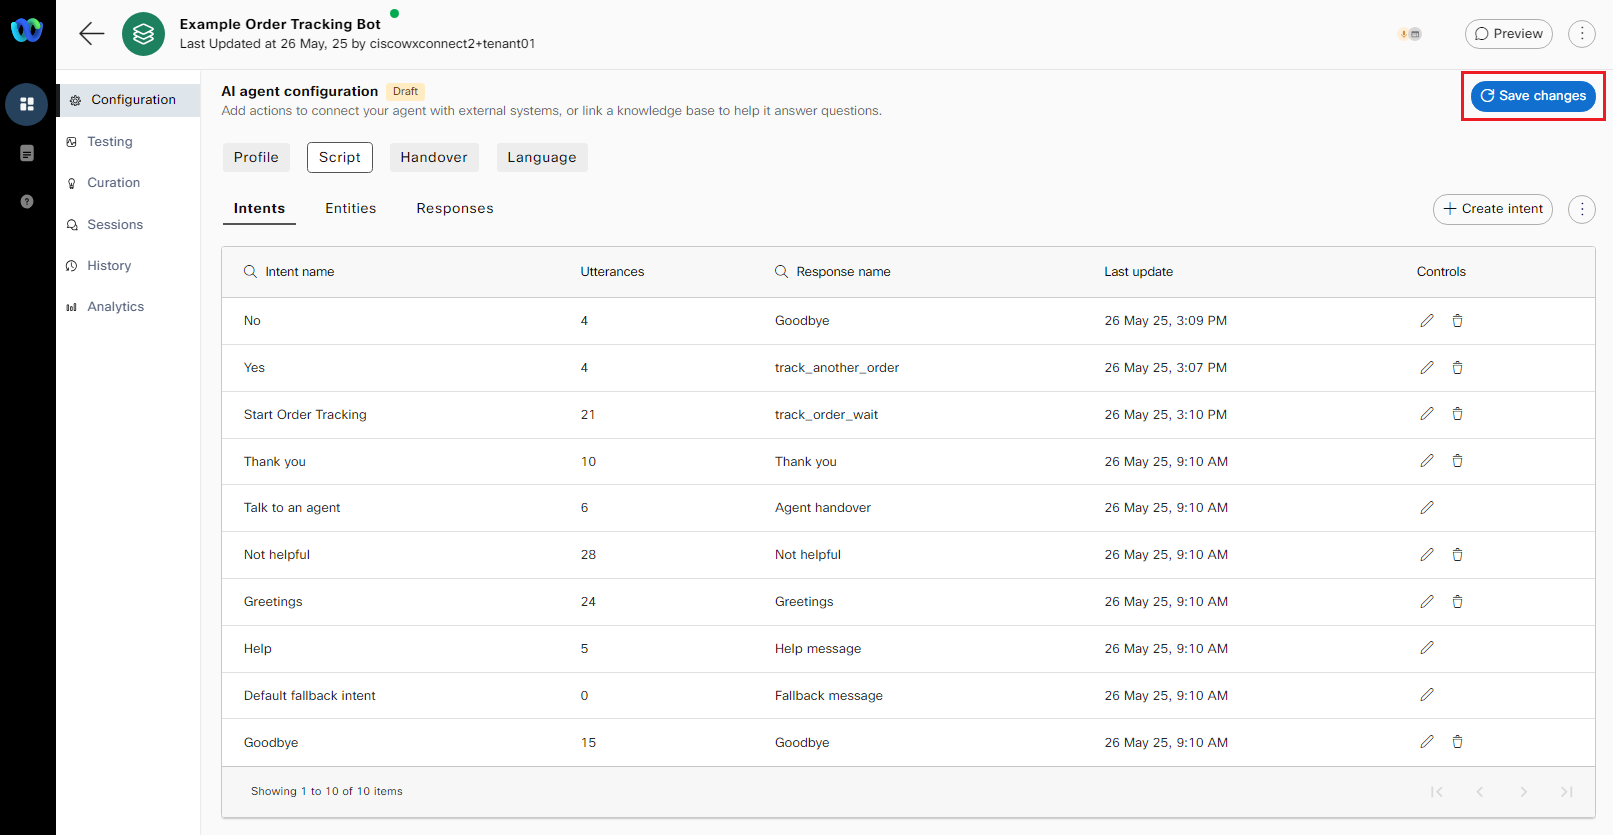 Example Order Tracking Bot
Last Updated at 26 May, 25 by ciscowxconnect2+tenant01
Preview
Configuration
Testing
Curation
Sessions
History
Analytics
AI agent configuration Draft
Add actions to connect your agent with external systems, or link a knowledge base to help it answer questions.
Save changes
Profile Script Handover Language
Intents Entities Responses
Create intent
Intent name Utterances Response name Last update Controls
No 4 Goodbye 26 May 25, 3:09 PM
Yes 4 track_another_order 26 May 25, 3:07 PM
Start Order Tracking 21 track_order_wait 26 May 25, 3:10 PM
Thank you 10 Thank you 26 May 25, 9:10 AM
Talk to an agent 6 Agent handover 26 May 25, 9:10 AM
Not helpful 28 Not helpful 26 May 25, 9:10 AM
Greetings 24 Greetings 26 May 25, 9:10 AM
Help 5 Help message 26 May 25, 9:10 AM
Default fallback intent 0 Fallback message 26 May 25, 9:10 AM
Goodbye 15 Goodbye 26 May 25, 9:10 AM
Showing 1 to 10 of 10 items